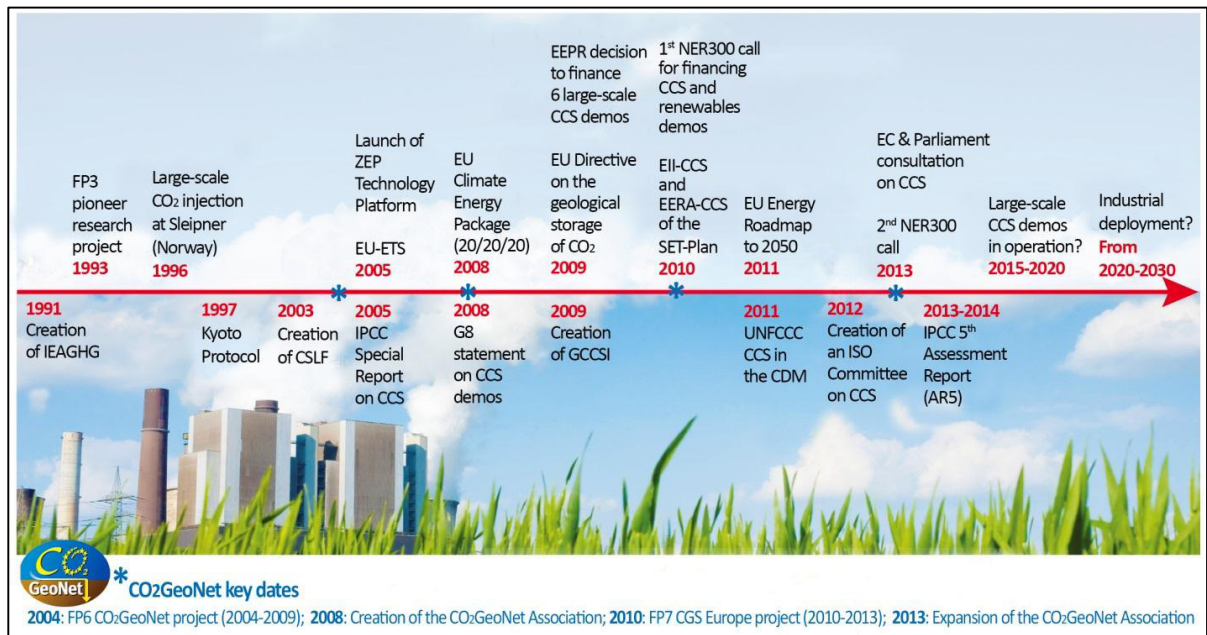 EEPR decision
to finance
6 large-scale
CCS demos
1st NER300 call
for financing
CCS and
renewables
demos
FP3
pioneer
research
project
1993
Large-scale
CO₂ injection
at Sleipner
(Norway)
1996
Launch of
ZEP
Technology
Platform
EU-ETS
2005
EU
Climate
Energy
Package
(20/20/20)
2008
EU Directive
on the
geological
storage
of CO₂
2009
EII-CCS
and
EERA-CCS
of the
SET-Plan
2010
EU Energy
Roadmap
to 2050
2011
EC & Parliament
consultation
on CCS
2nd NER300
call
2013
Large-scale
CCS demos
in operation?
2015-2020
Industrial
deployment?
From
2020-2030
1991
Creation
of IEAGHG
1997
Kyoto
Protocol
2003
Creation
of CSLF
2005
IPCC
Special
Report
on CCS
2008
G8
statement
on CCS
demos
2009
Creation
of GCCSI
2011
UNFCCC
CCS in
the CDM
2012
Creation of
an ISO
Committee
on CCS
2013-2014
IPCC 5th
Assessment
Report
(AR5)
CO2
GeoNet
*CO2GeoNet key dates
2004: FP6 CO₂GeoNet project (2004-2009); 2008: Creation of the CO₂GeoNet Association; 2010: FP7 CGS Europe project (2010-2013); 2013: Expansion of the CO₂GeoNet Association